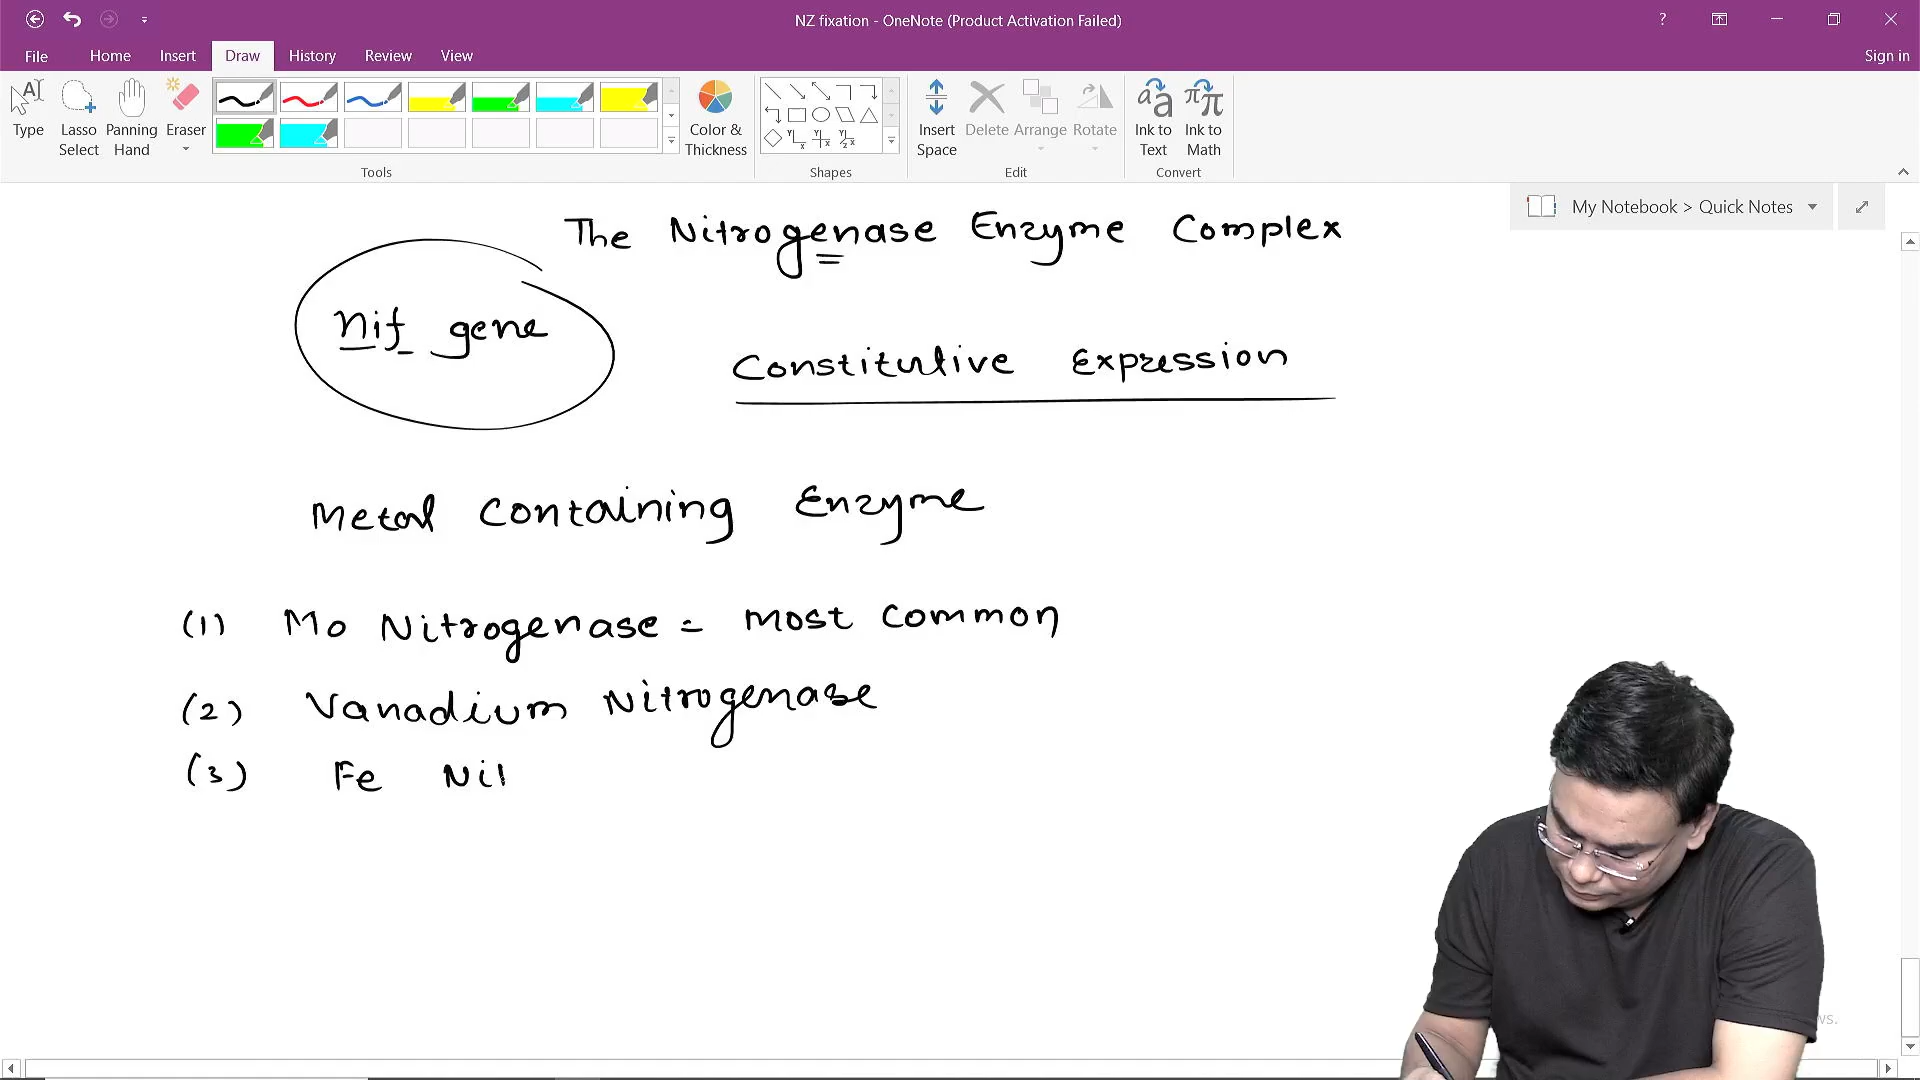 NZ fixation - OneNote (Product Activation Failed)
?
File Home Insert Draw History Review View
Sign in
Type
Lasso Select
Panning Hand
Eraser
Color & Thickness
Insert Space
Delete
Arrange
Rotate
Ink to Text
Ink to Math
Tools
Shapes
Edit
Convert
My Notebook > Quick Notes
The Nitrogenase Enzyme Complex
Nif gene
Constitutive Expression
Metal Containing Enzyme
(1) Mo Nitrogenase = most common
(2) Vanadium Nitrogenase
(3) Fe Nit
ws.